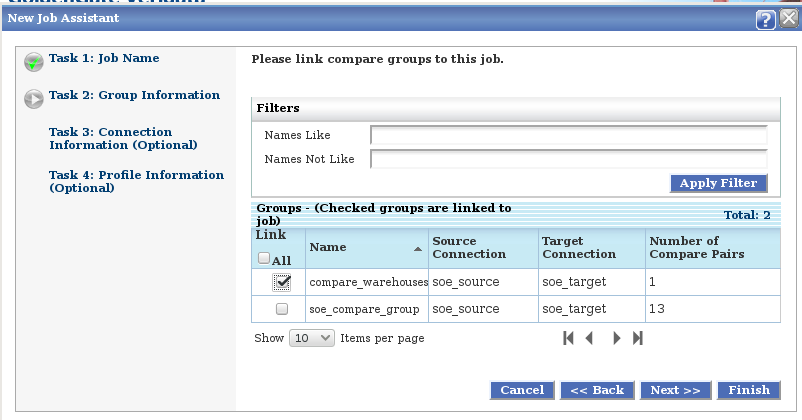 New Job Assistant
?
Task 1: Job Name
Task 2: Group Information
Task 3: Connection
Information (Optional)
Task 4: Profile Information
(Optional)
Please link compare groups to this job.
Filters
Names Like
Names Not Like
Apply Filter
Groups - (Checked groups are linked to
job)
Total: 2
Link
All
Name
Source
Connection
Target
Connection
Number of
Compare Pairs
compare_warehouses soe_source soe_target 1
soe_compare_group soe_source soe_target 13
Show 10 Items per page
Cancel << Back Next >> Finish